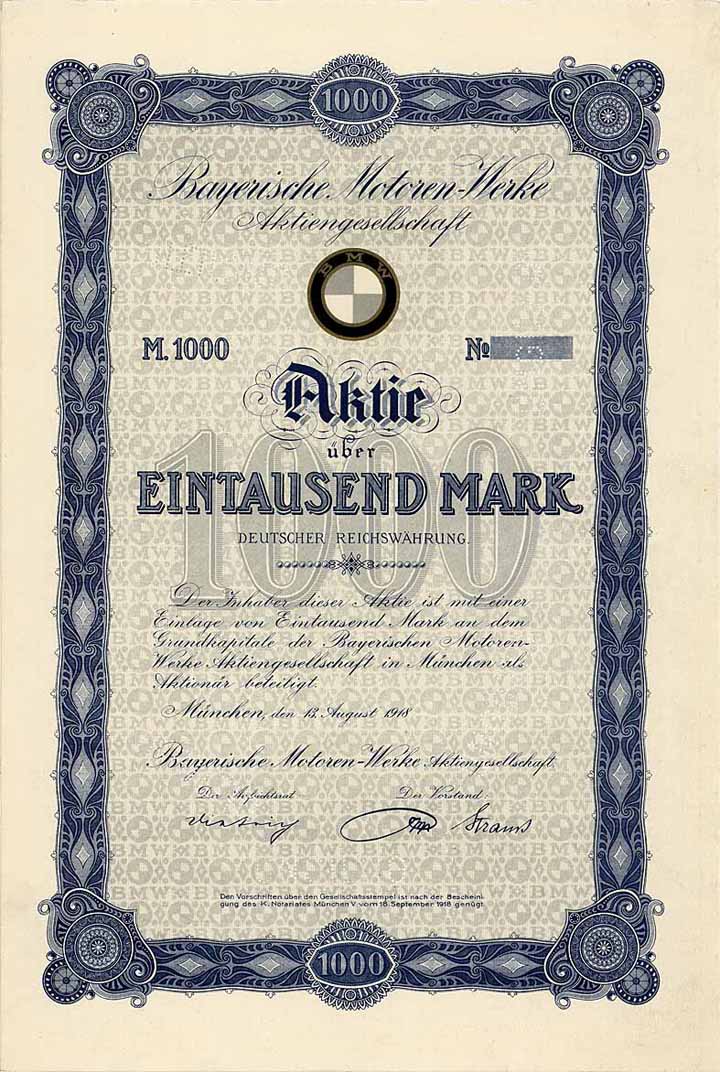 1000
Bayerische Motoren-Werke
Aktiengesellschaft
BMW
M. 1000 No
Aktie
über
EINTAUSEND MARK
1000
DEUTSCHER REICHSWÄHRUNG.
Der Inhaber dieser Aktie ist mit einer
Einlage von Eintausend Mark an dem
Grundkapitale der Bayerischen Motoren-
Werke Aktiengesellschaft in München als
Aktionär beteiligt.
München, den 13. August 1918
Bayerische Motoren-Werke Aktiengesellschaft
Der Aufsichtsrat Der Vorstand:
Strauss
Den Vorschriften über den Gesellschaftsstempel ist nach der Bescheini-
gung des K. Notariates München V vom 16. September 1918 genügt.
1000